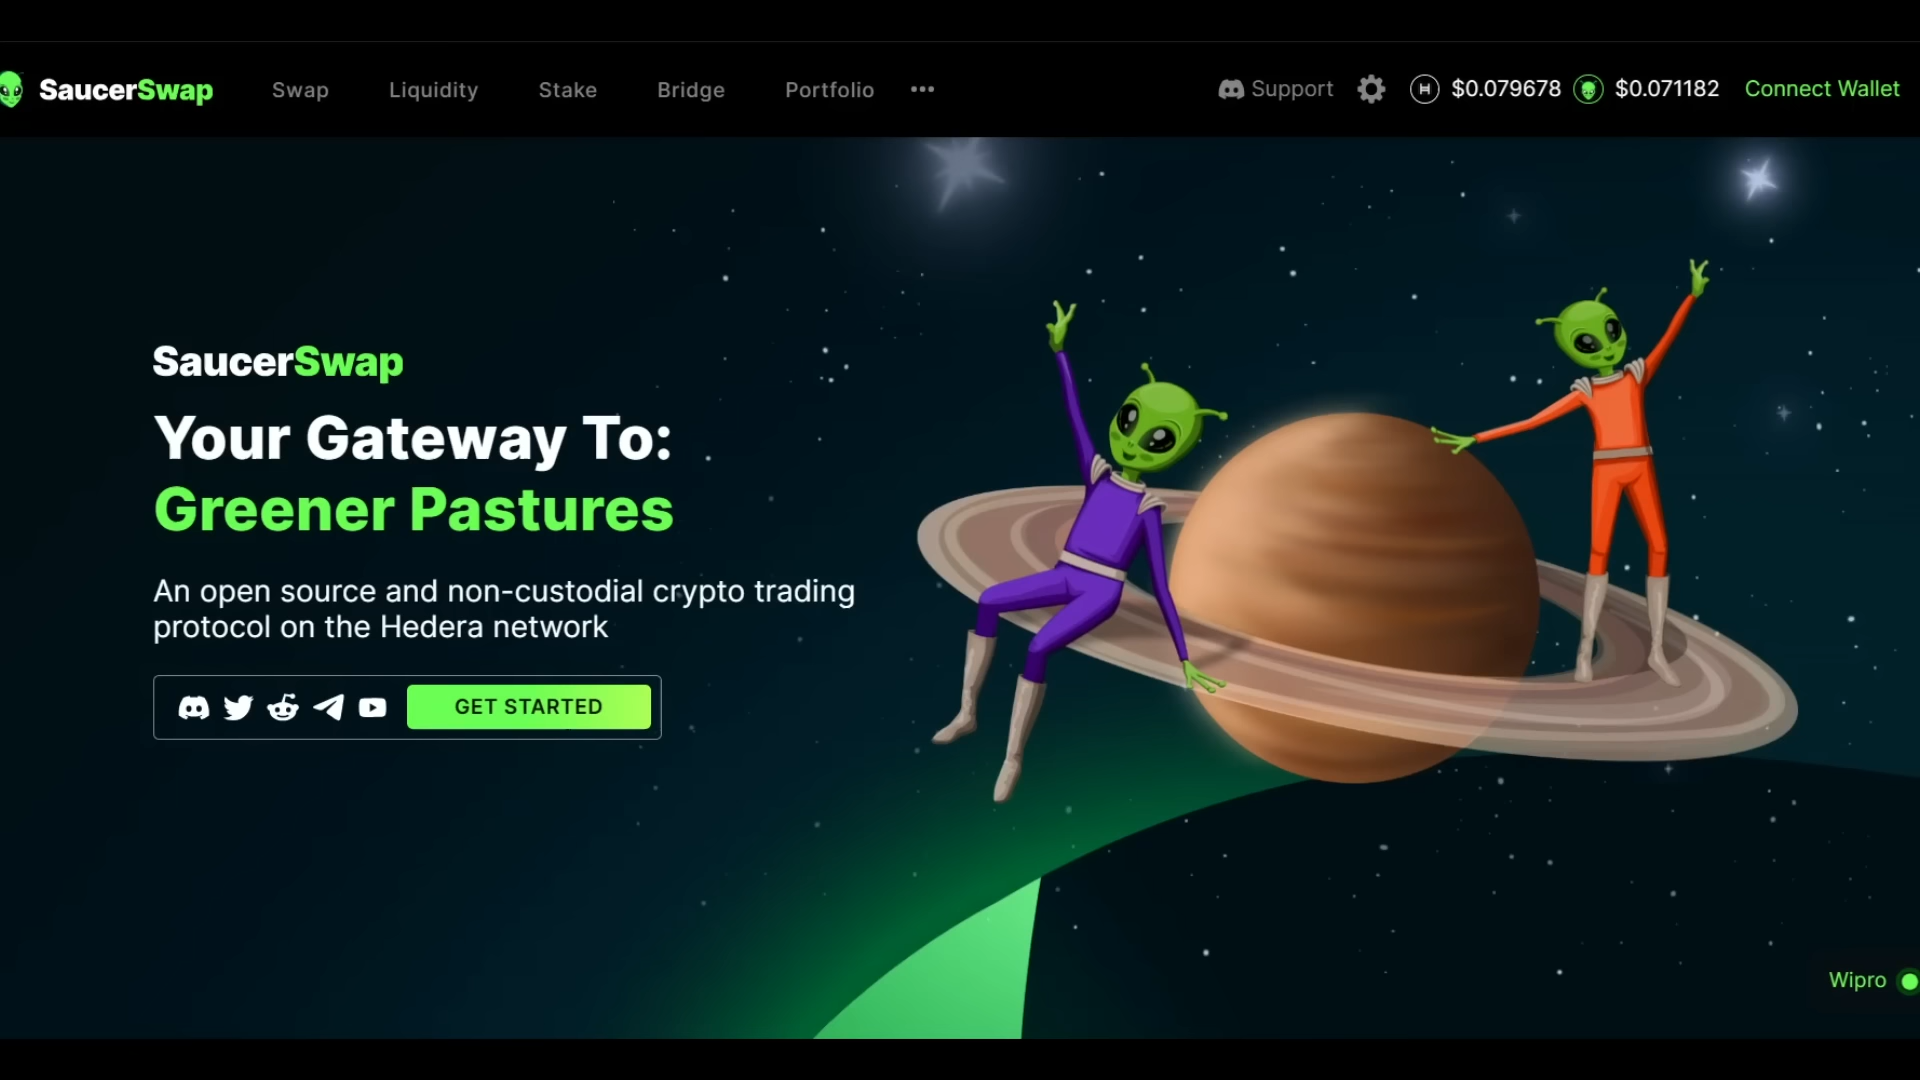 SaucerSwap Swap Liquidity Stake Bridge Portfolio ••• Support $0.079678 $0.071182 Connect Wallet
SaucerSwap
Your Gateway To:
Greener Pastures
An open source and non-custodial crypto trading
protocol on the Hedera network
GET STARTED
Wipro